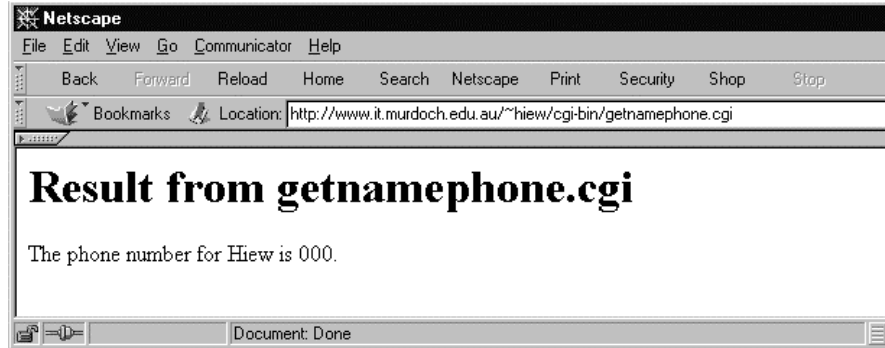 Netscape
File Edit View Go Communicator Help
Back Forward Reload Home Search Netscape Print Security Shop Stop
Bookmarks Location: http://www.it.murdoch.edu.au/~hiew/cgi-bin/getnamephone.cgi
Result from getnamephone.cgi
The phone number for Hiew is 000.
Document: Done